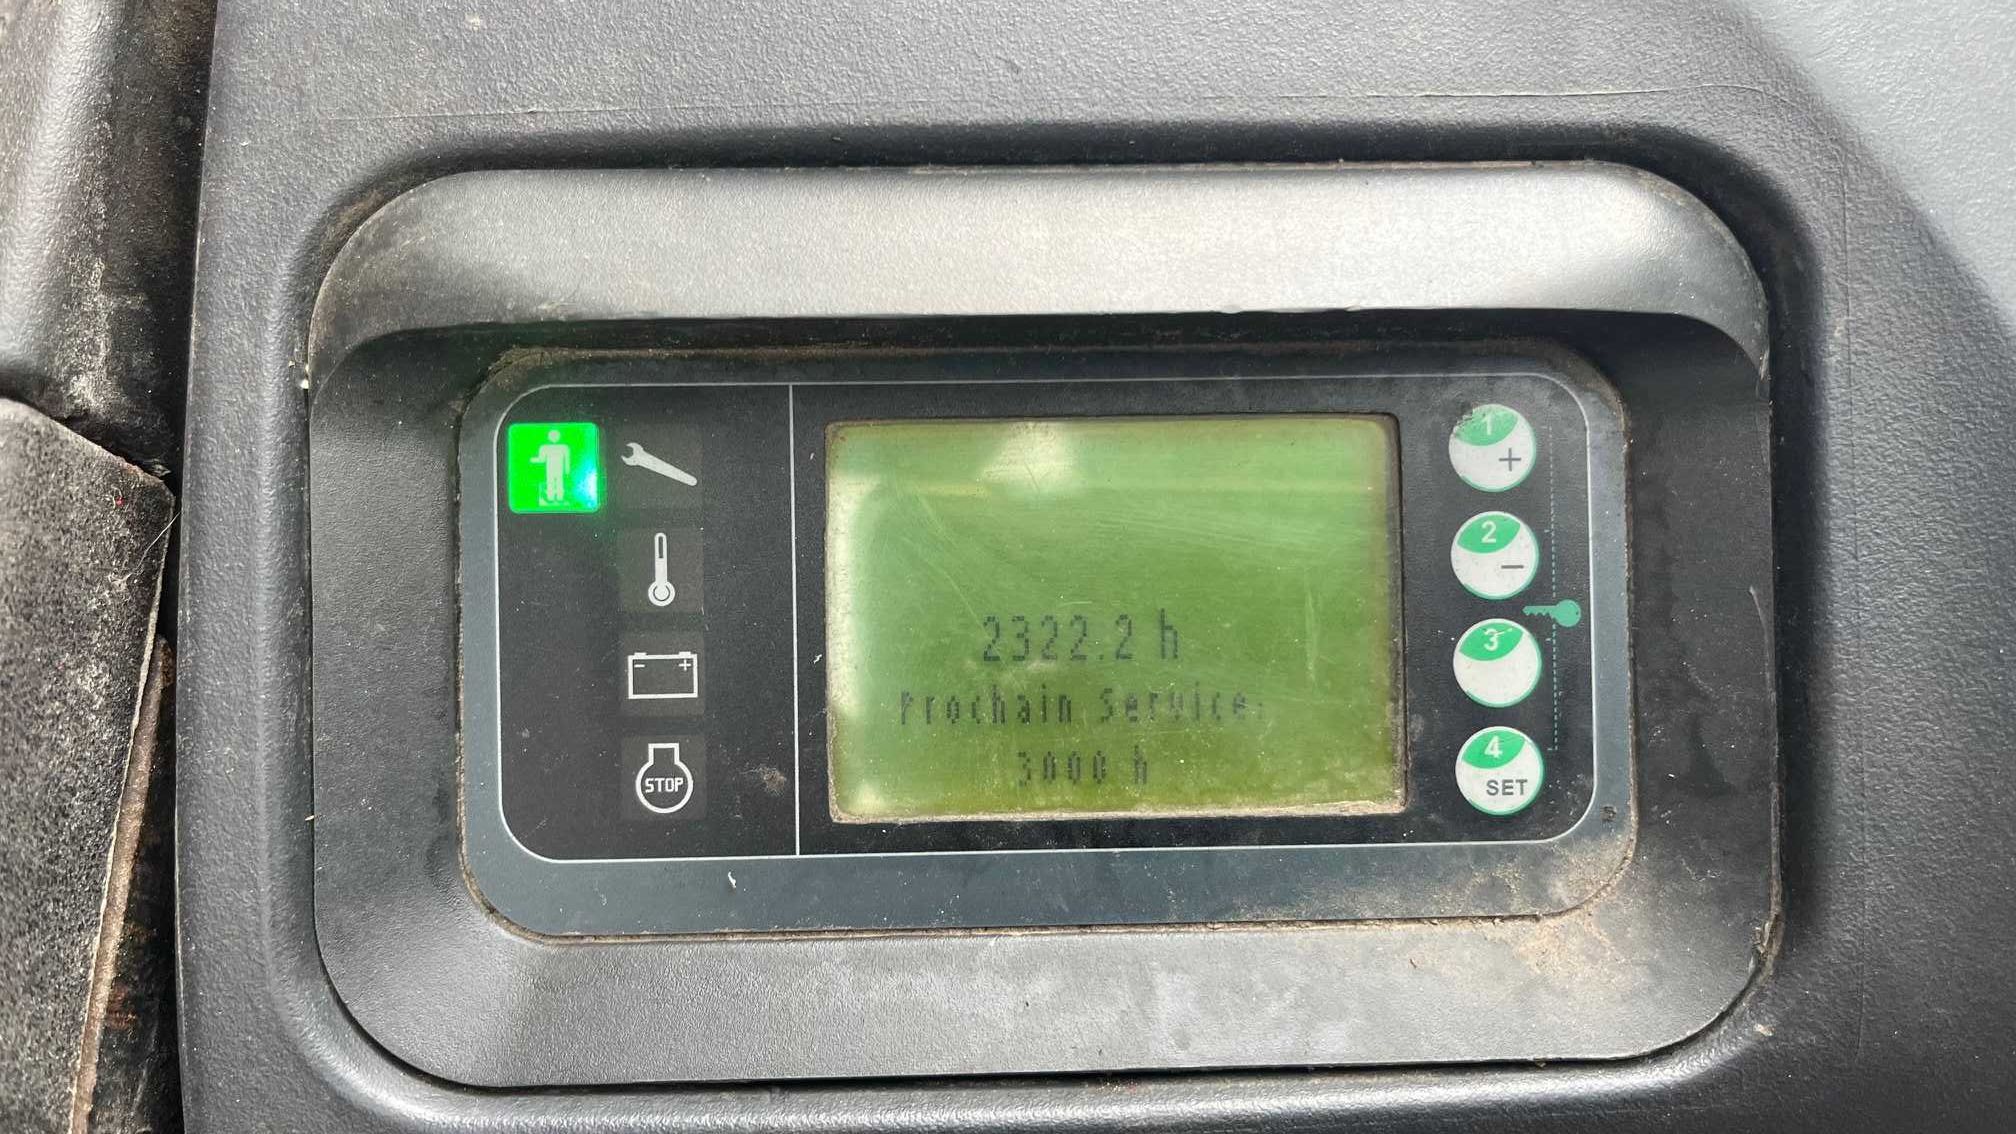 2322.2 h
Prochain Service:
3000 h
STOP
1
+
2
−
3
4
SET